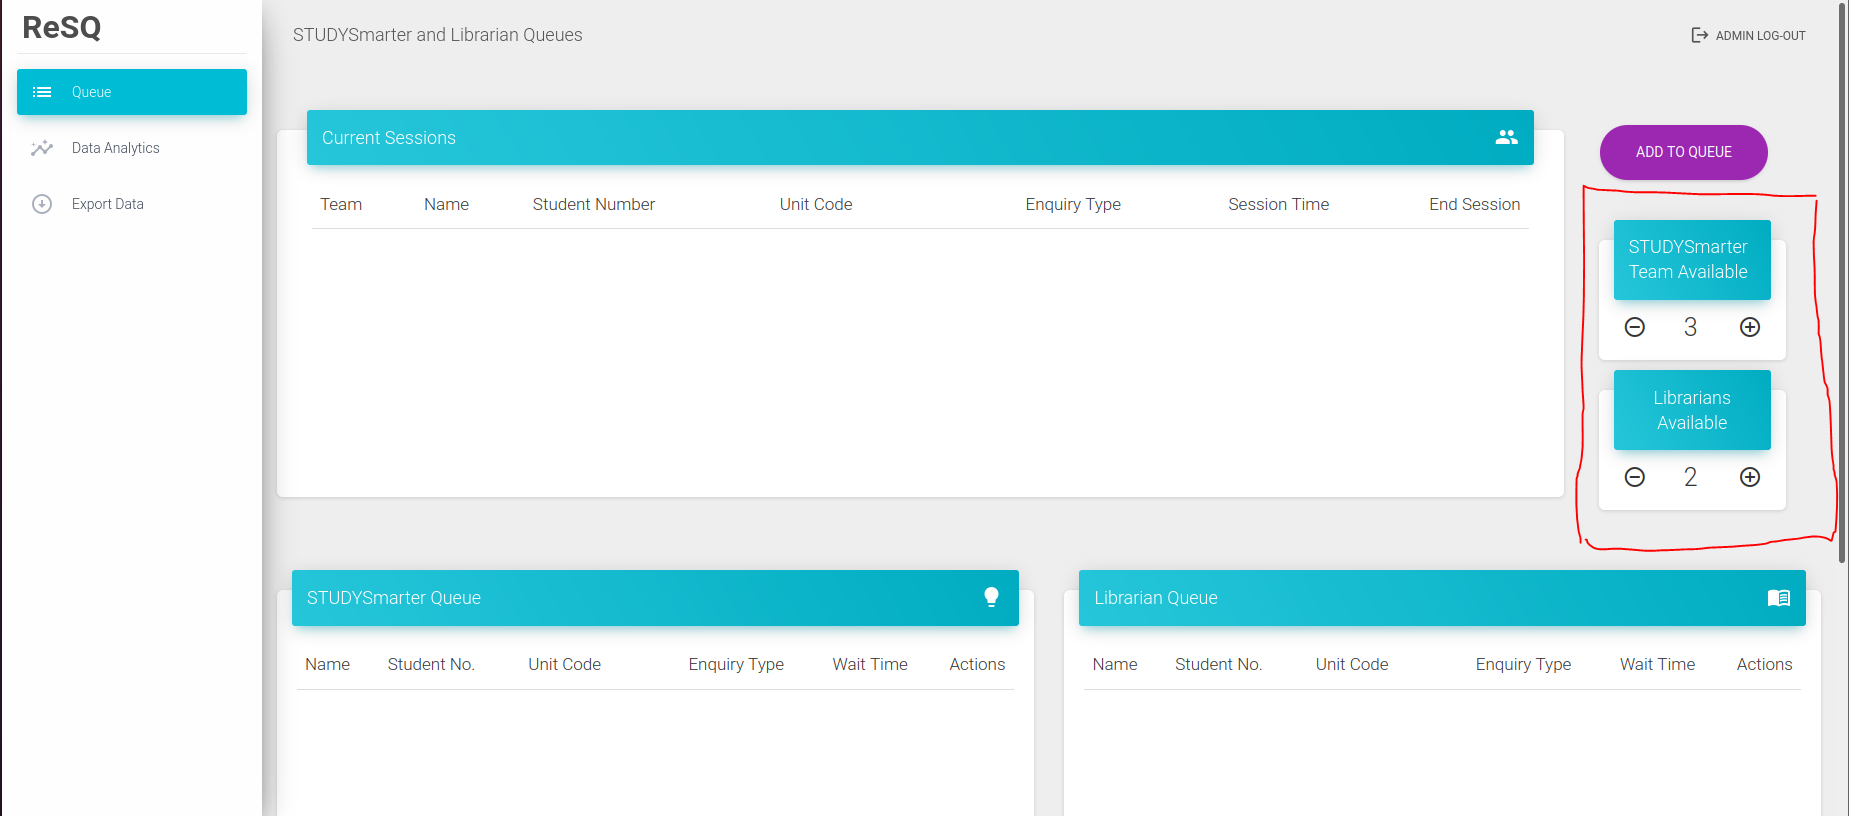 ReSQ
Queue
Data Analytics
Export Data
STUDYSmarter and Librarian Queues
ADMIN LOG-OUT
Current Sessions
Team Name Student Number Unit Code Enquiry Type Session Time End Session
ADD TO QUEUE
STUDYSmarter
Team Available
3
Librarians
Available
2
STUDYSmarter Queue
Name Student No. Unit Code Enquiry Type Wait Time Actions
Librarian Queue
Name Student No. Unit Code Enquiry Type Wait Time Actions